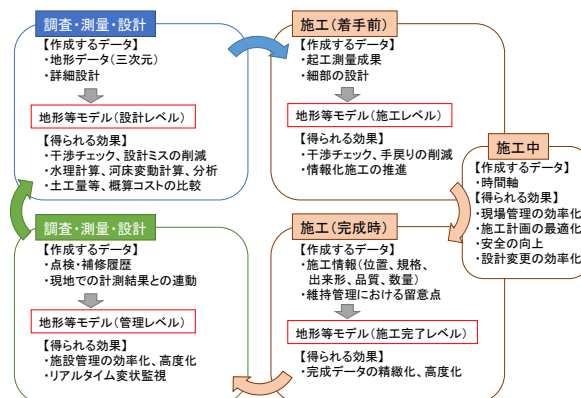 調査・測量・設計
【作成するデータ】
・地形データ(三次元)
・詳細設計
地形等モデル(設計レベル)
【得られる効果】
・干渉チェック、設計ミスの削減
・水理計算、河床変動計算、分析
・土工量等、概算コストの比較
施工(着手前)
【作成するデータ】
・起工測量成果
・細部の設計
地形等モデル(施工レベル)
【得られる効果】
・干渉チェック、手戻りの削減
・情報化施工の推進
施工中
【作成するデータ】
・時間軸
【得られる効果】
・現場管理の効率化
・施工計画の最適化
・安全の向上
・設計変更の効率化
施工(完成時)
【作成するデータ】
・施工情報(位置、規格、
出来形、品質、数量)
・維持管理における留意点
地形等モデル(施工完了レベル)
【得られる効果】
・完成データの精緻化、高度化
調査・測量・設計
【作成するデータ】
・点検・補修履歴
・現地での計測結果との連動
地形等モデル(管理レベル)
【得られる効果】
・施設管理の効率化、高度化
・リアルタイム変状監視